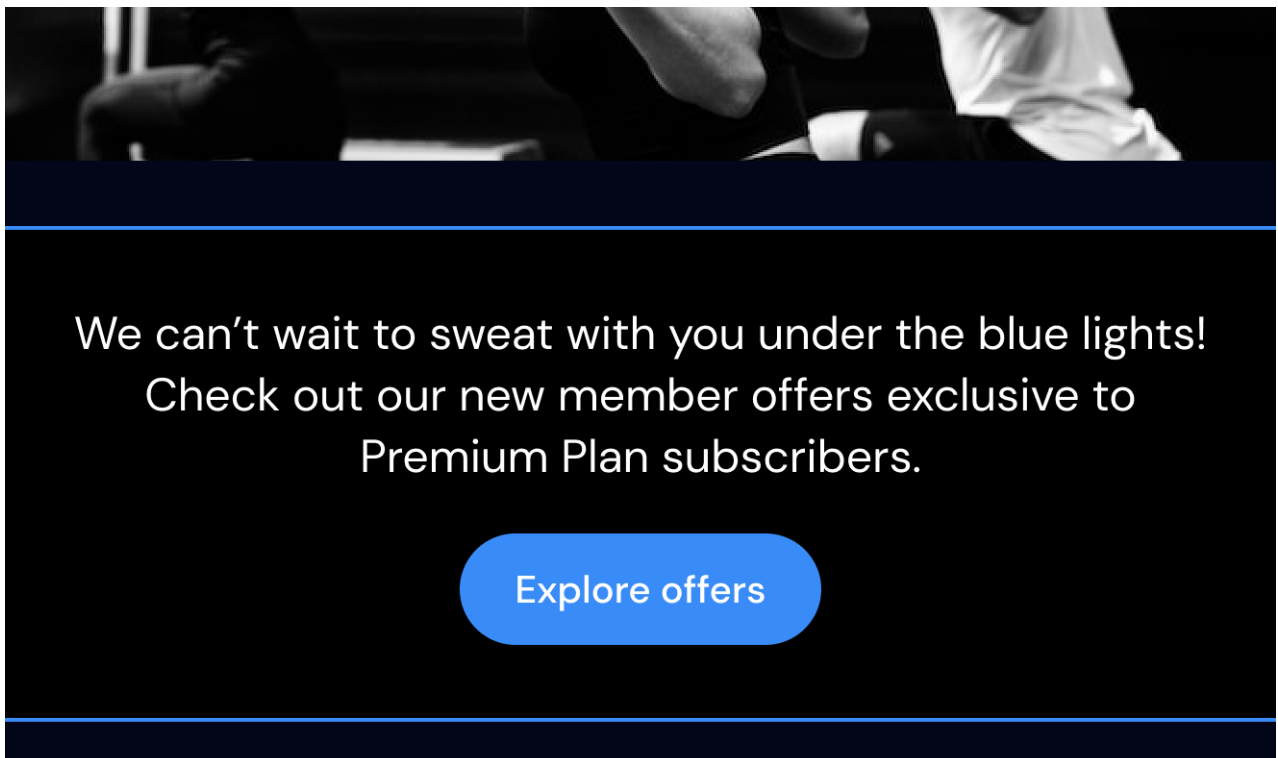 We can’t wait to sweat with you under the blue lights!
Check out our new member offers exclusive to
Premium Plan subscribers.
Explore offers